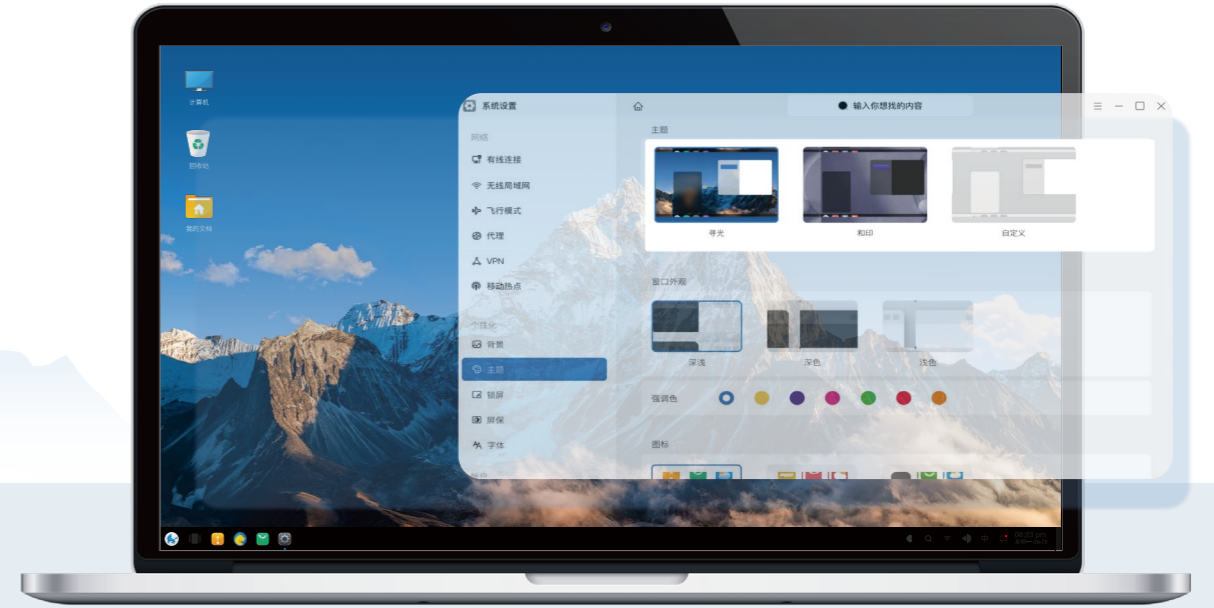 计算机
回收站
我的文档
系统设置
输入你想找的内容
网络
有线连接
无线局域网
飞行模式
代理
VPN
移动热点
个性化
背景
主题
锁屏
屏保
字体
账户
主题
寻光
和印
自定义
窗口外观
深浅
深色
浅色
强调色
图标
中